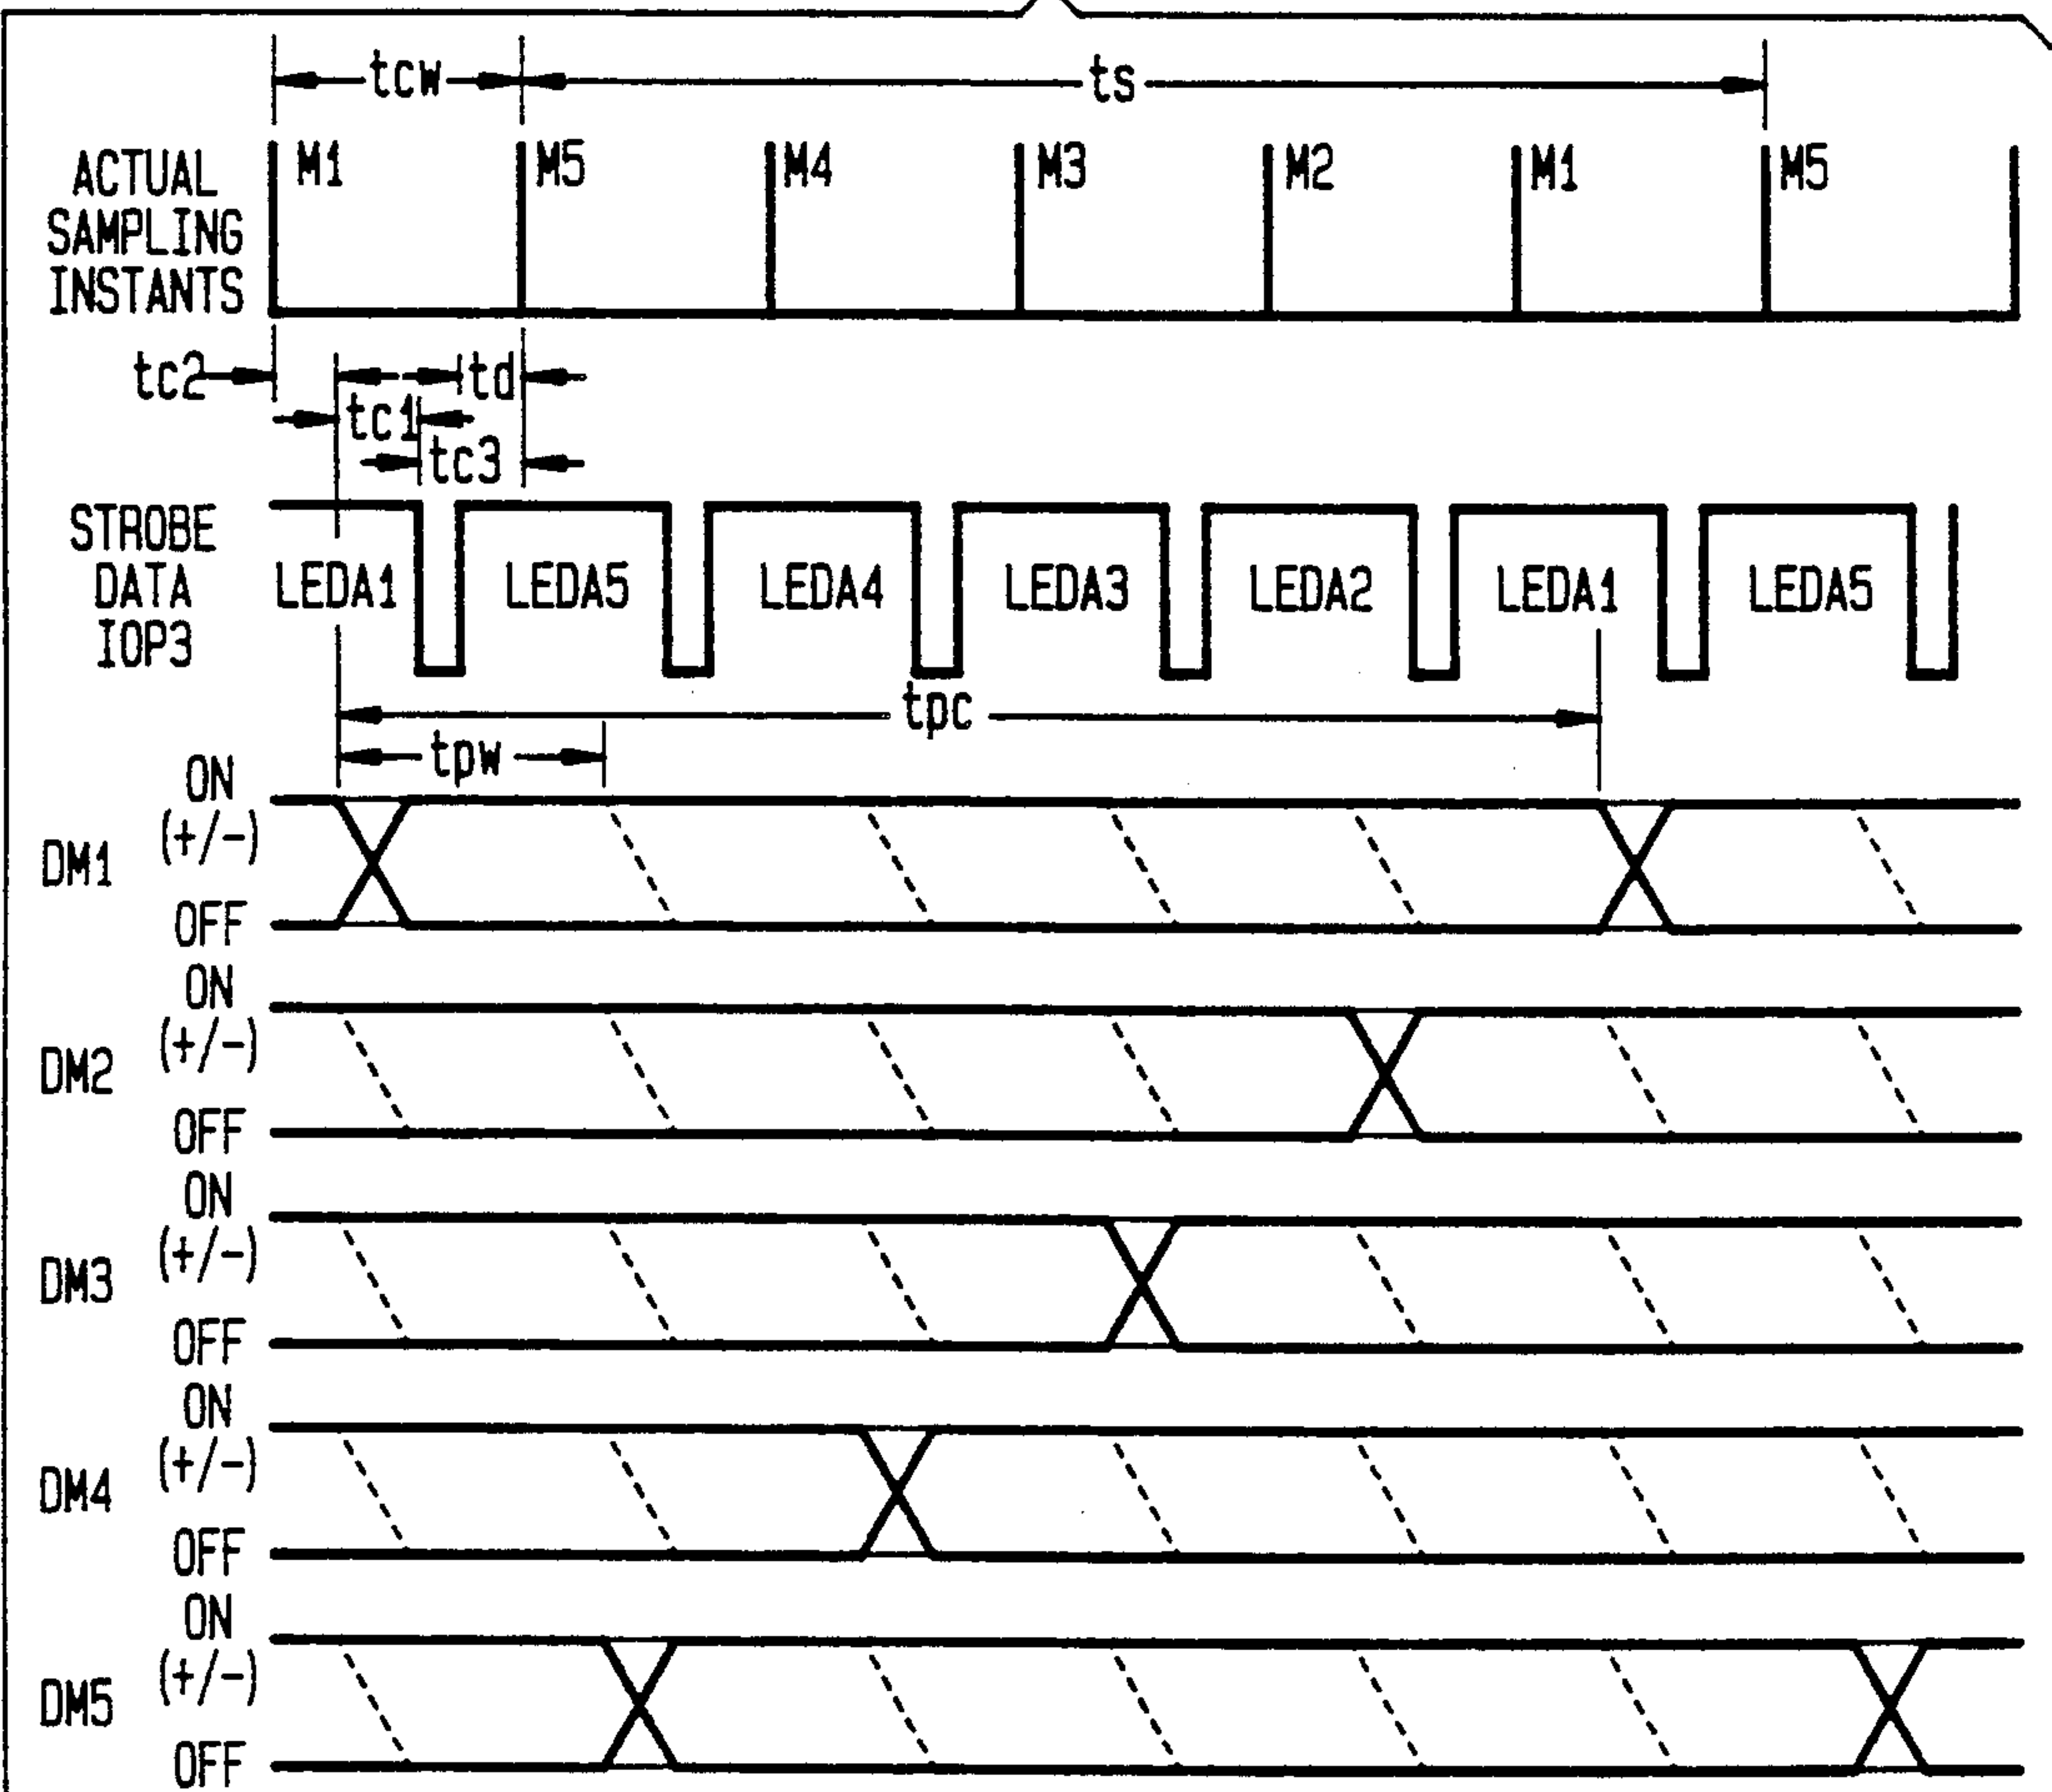 tcw ts
ACTUAL
SAMPLING
INSTANTS
M1 M5 M4 M3 M2 M1 M5
tc2 td
tc1
tc3
STROBE
DATA
IOP3
LEDA1 LEDA5 LEDA4 LEDA3 LEDA2 LEDA1 LEDA5
tpc
tpw
DM1
ON
(+/-)
OFF
DM2
ON
(+/-)
OFF
DM3
ON
(+/-)
OFF
DM4
ON
(+/-)
OFF
DM5
ON
(+/-)
OFF